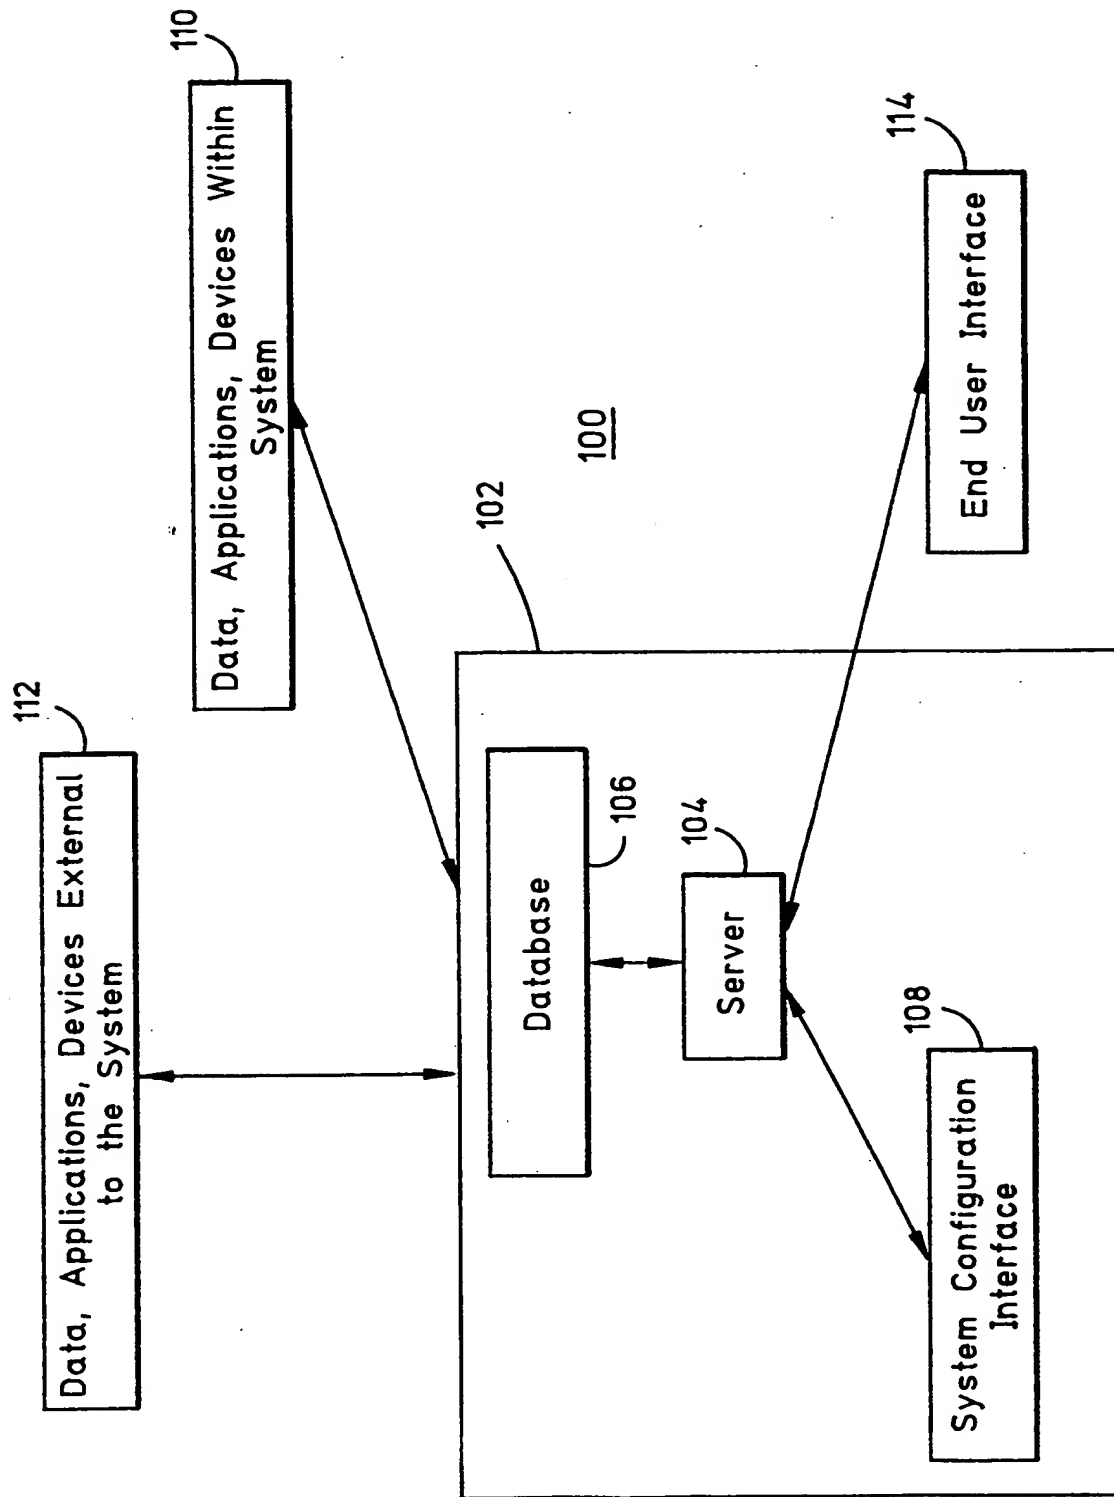 112
Data, Applications, Devices External
to the System
110
Data, Applications, Devices Within
System
100
102
Database
106
Server
104
System Configuration
Interface
108
End User Interface
114